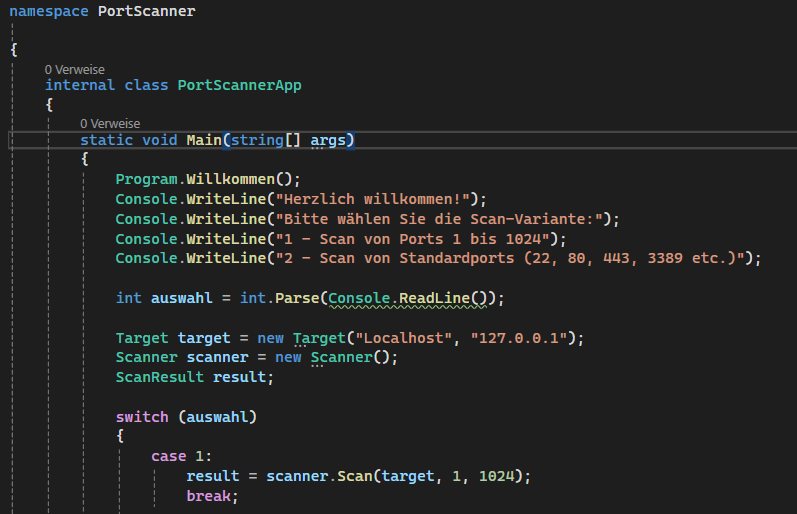 namespace PortScanner
{
0 Verweise
internal class PortScannerApp
{
0 Verweise
static void Main(string[] args)
{
Program.Willkommen();
Console.WriteLine("Herzlich willkommen!");
Console.WriteLine("Bitte wählen Sie die Scan-Variante:");
Console.WriteLine("1 - Scan von Ports 1 bis 1024");
Console.WriteLine("2 - Scan von Standardports (22, 80, 443, 3389 etc.)");
int auswahl = int.Parse(Console.ReadLine());
Target target = new Target("Localhost", "127.0.0.1");
Scanner scanner = new Scanner();
ScanResult result;
switch (auswahl)
{
case 1:
result = scanner.Scan(target, 1, 1024);
break;